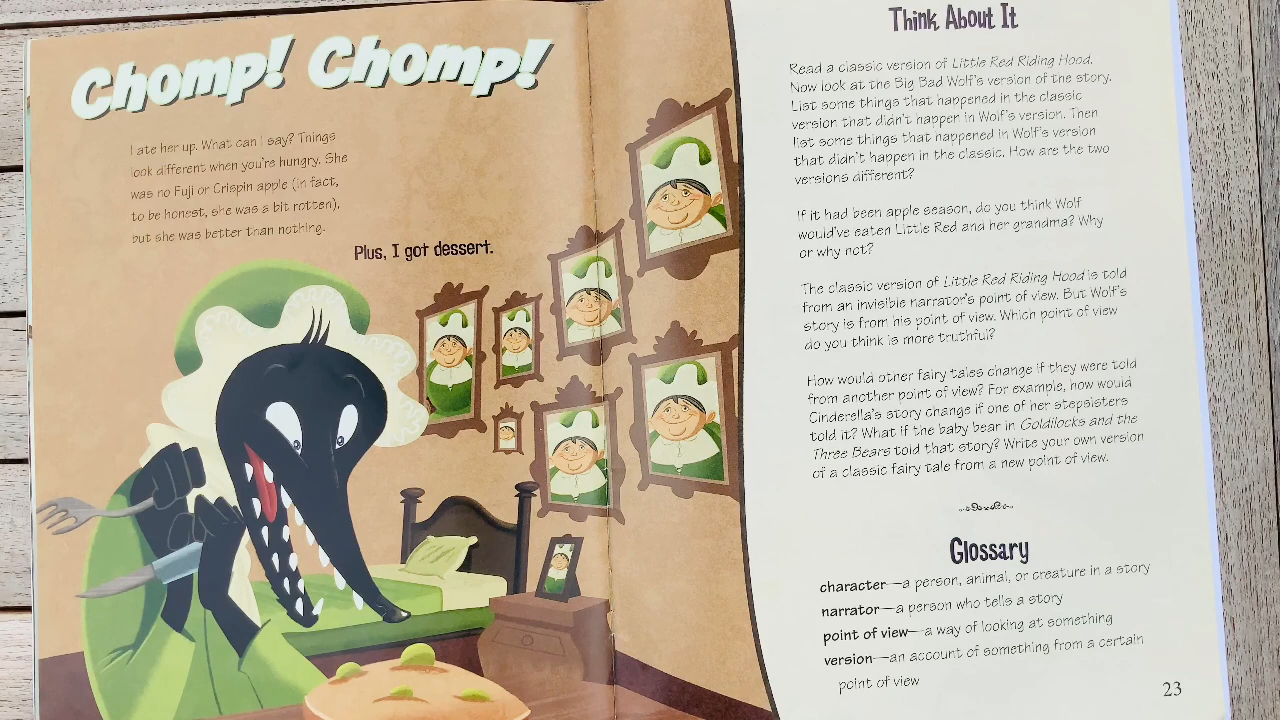 Chomp! Chomp!
I ate her up. What can I say? Things
look different when you're hungry. She
was no Fuji or Crispin apple (in fact,
to be honest, she was a bit rotten),
but she was better than nothing.
Plus, I got dessert.
Think About It
Read a classic version of Little Red Riding Hood.
Now look at the Big Bad Wolf's version of the story.
List some things that happened in the classic
version that didn't happen in Wolf's version. Then
list some things that happened in Wolf's version
that didn't happen in the classic. How are the two
versions different?
If it had been apple season, do you think Wolf
would've eaten Little Red and her grandma? Why
or why not?
The classic version of Little Red Riding Hood is told
from an invisible narrator's point of view. But Wolf's
story is from his point of view. Which point of view
do you think is more truthful?
How would other fairy tales change if they were told
from another point of view? For example, how would
Cinderella's story change if one of her stepsisters
told it? What if the baby bear in Goldilocks and the
Three Bears told that story? Write your own version
of a classic fairy tale from a new point of view.
Glossary
character—a person, animal, or creature in a story
narrator—a person who tells a story
point of view—a way of looking at something
version—an account of something from a certain
point of view
23